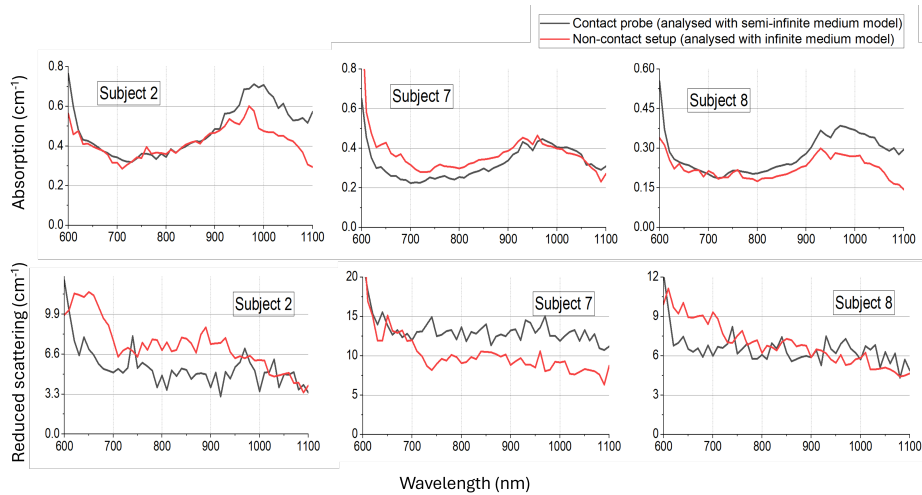 Contact probe (analysed with semi-infinite medium model)
Non-contact setup (analysed with infinite medium model)
Absorption (cm⁻¹)
0.8
0.6
0.4
0.2
0.0
Subject 2
600 700 800 900 1000 1100
0.8
0.6
0.4
0.2
0
Subject 7
600 700 800 900 1000 1100
0.60
0.45
0.30
0.15
0.00
Subject 8
600 700 800 900 1000 1100
Reduced scattering (cm⁻¹)
9.9
6.6
3.3
0.0
Subject 2
600 700 800 900 1000 1100
20
15
10
5
0
Subject 7
600 700 800 900 1000 1100
12
9
6
3
0
Subject 8
600 700 800 900 1000 1100
Wavelength (nm)